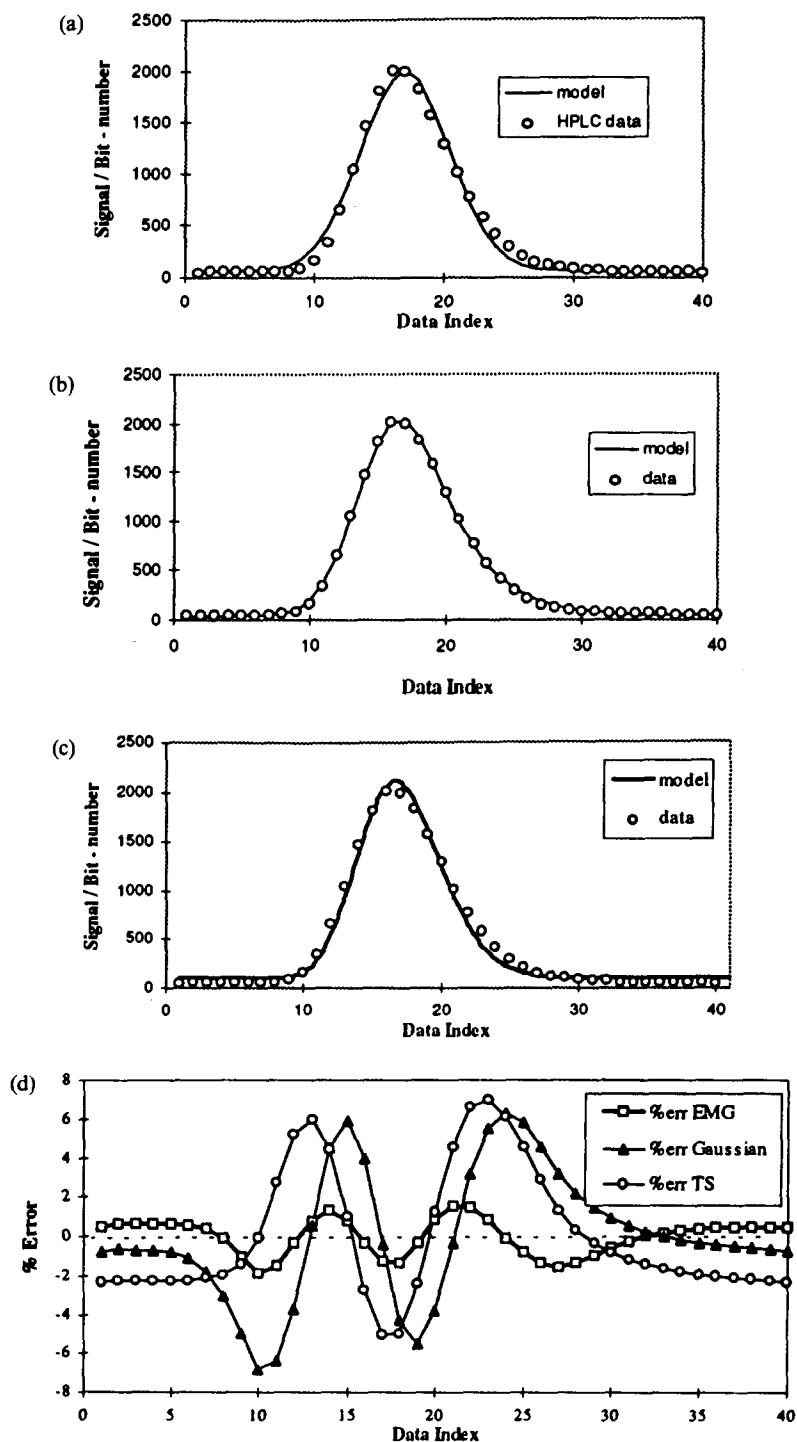 (a)
2500
2000
1500
1000
500
0
Signal / Bit - number
model
HPLC data
0 10 20 30 40
Data Index
(b)
2500
2000
1500
1000
500
0
Signal / Bit - number
model
data
0 10 20 30 40
Data Index
(c)
2500
2000
1500
1000
500
0
Signal / Bit - number
model
data
0 10 20 30 40
Data Index
(d)
8
6
4
2
0
-2
-4
-6
-8
% Error
%err EMG
%err Gaussian
%err TS
0 5 10 15 20 25 30 35 40
Data Index